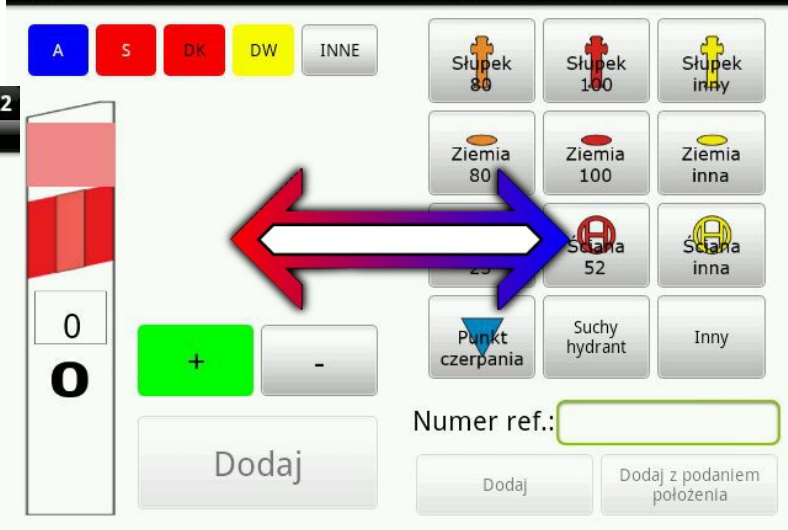 A S DK DW INNE
2
0
O
+ -
Dodaj
Słupek
80
Słupek
100
Słupek
inny
Ziemia
80
Ziemia
100
Ziemia
inna
25
Ściana
52
Ściana
inna
Punkt
czerpania
Suchy
hydrant
Inny
Numer ref.:
Dodaj
Dodaj z podaniem
położenia